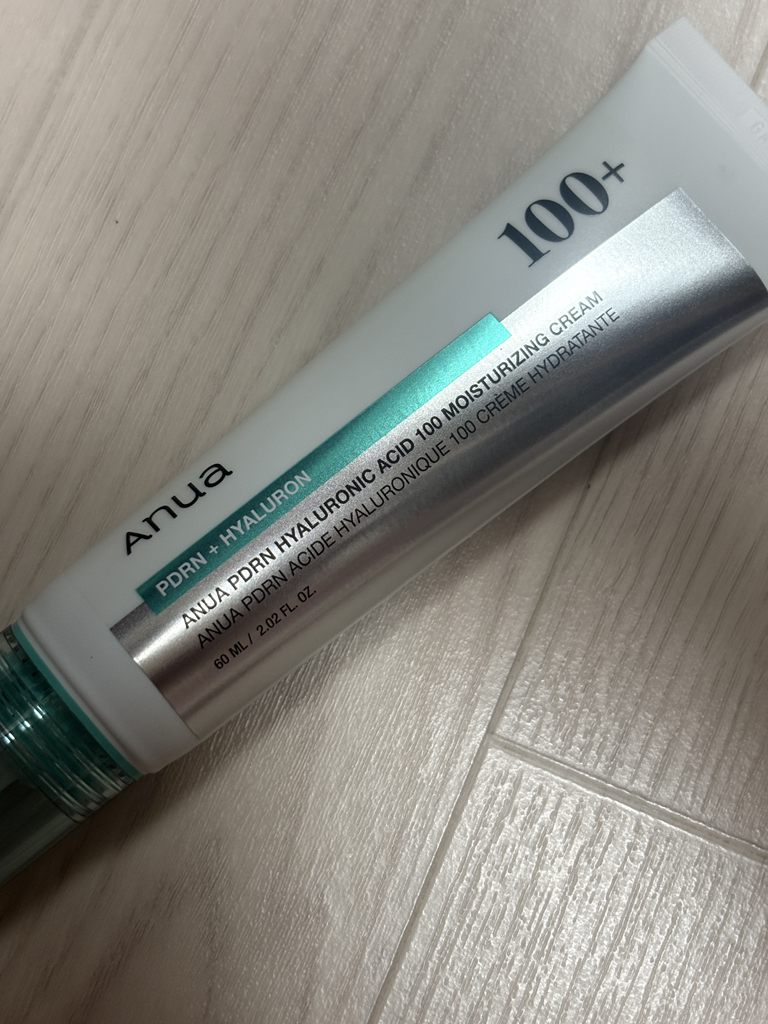 100+
Anua
PDRN + HYALURON
ANUA PDRN HYALURONIC ACID 100 MOISTURIZING CREAM
ANUA PDRN ACIDE HYALURONIQUE 100 CRÈME HYDRATANTE
60 ML / 2.02 FL. OZ.